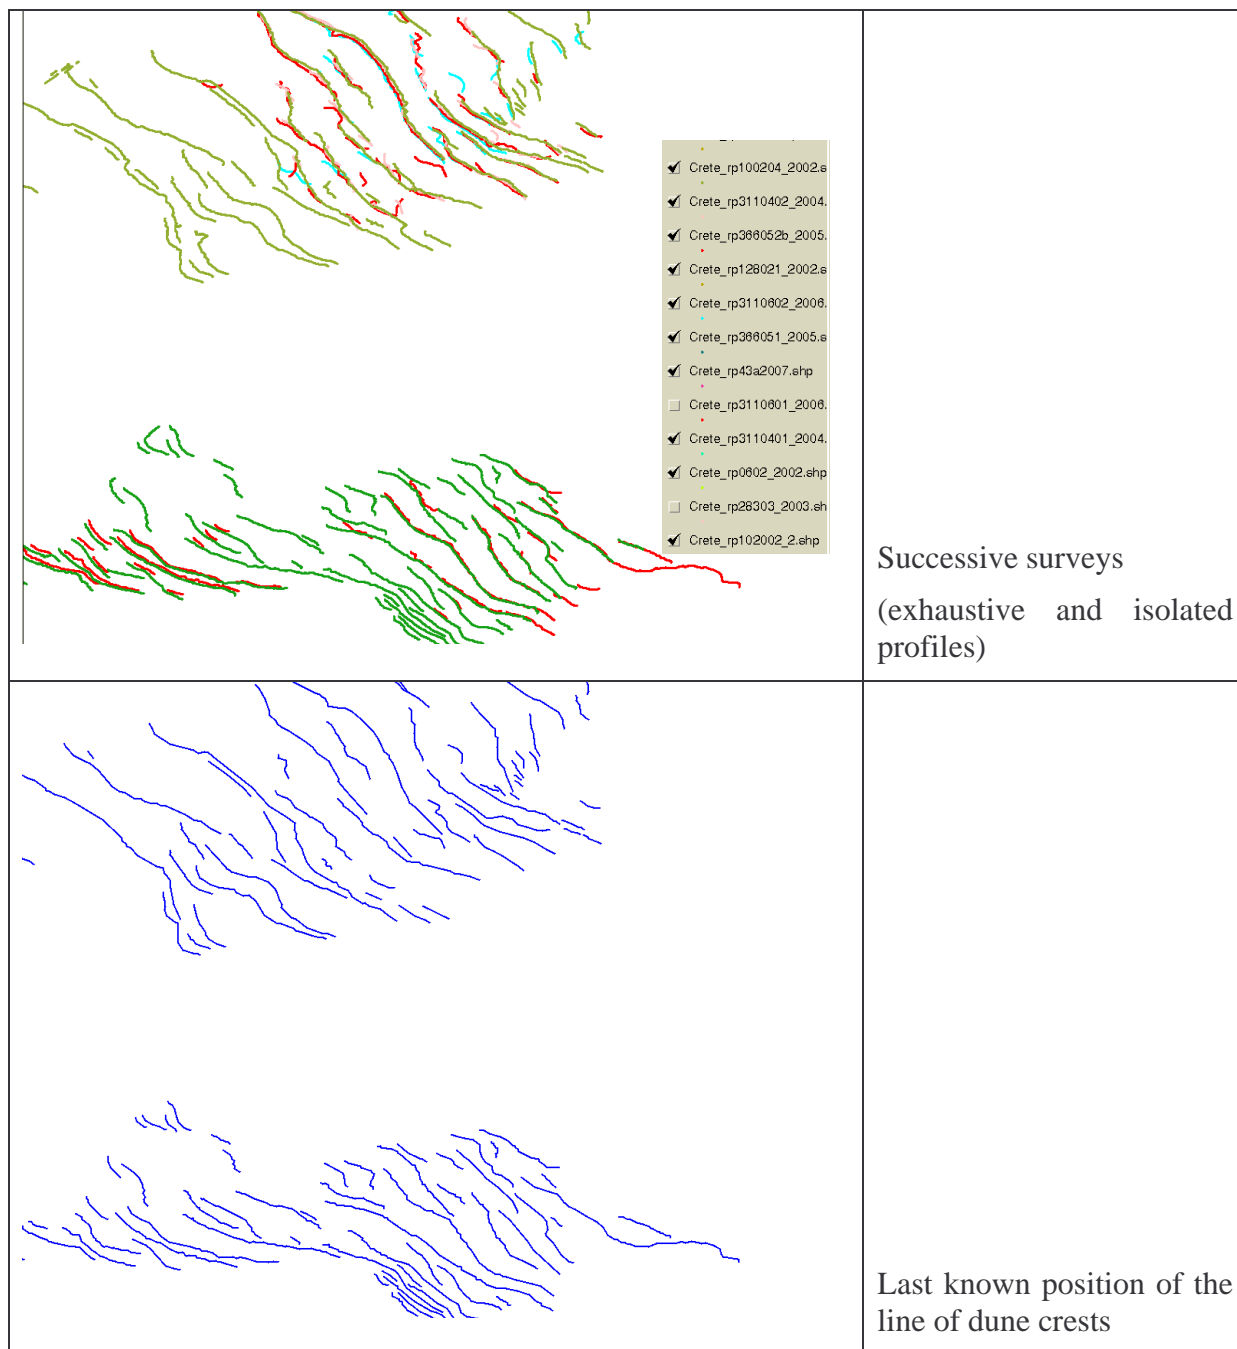 Crete_rp100204_2002.s
Crete_rp3110402_2004.
Crete_rp366052b_2005.
Crete_rp128021_2002.s
Crete_rp3110602_2006.
Crete_rp366051_2005.s
Crete_rp43a2007.shp
Crete_rp3110601_2006.
Crete_rp3110401_2004.
Crete_rp0602_2002.shp
Crete_rp28303_2003.sh
Crete_rp102002_2.shp
Successive surveys
(exhaustive and isolated
profiles)
Last known position of the
line of dune crests